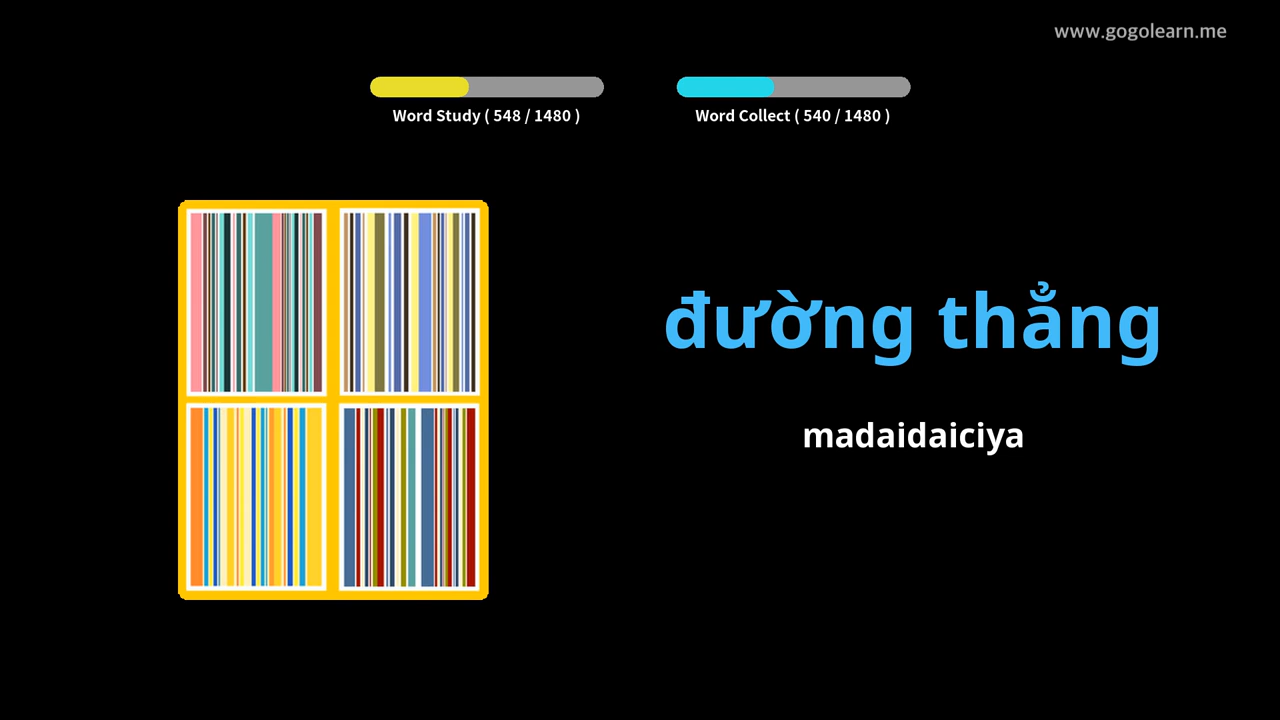 www.gogolearn.me
Word Study ( 548 / 1480 )
Word Collect ( 540 / 1480 )
đường thẳng
madaidaiciya